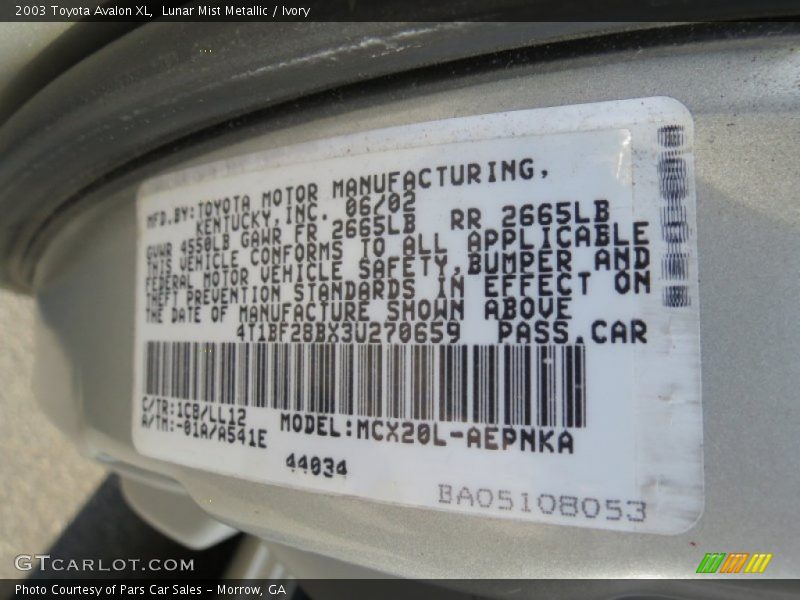 2003 Toyota Avalon XL,  Lunar Mist Metallic / Ivory
MFD.BY:TOYOTA MOTOR MANUFACTURING,
KENTUCKY,INC. 06/02
GVWR 4550LB GAWR FR 2665LB RR 2665LB
THIS VEHICLE CONFORMS TO ALL APPLICABLE
FEDERAL MOTOR VEHICLE SAFETY,BUMPER AND
THEFT PREVENTION STANDARDS IN EFFECT ON
THE DATE OF MANUFACTURE SHOWN ABOVE
4T1BF28BX3U270659 PASS.CAR
C/TR:1C8/LL12
A/TM:-01A/A541E
MODEL:MCX20L-AEPNKA
44034
BA05108053
GTCARLOT.COM
Photo Courtesy of Pars Car Sales - Morrow, GA